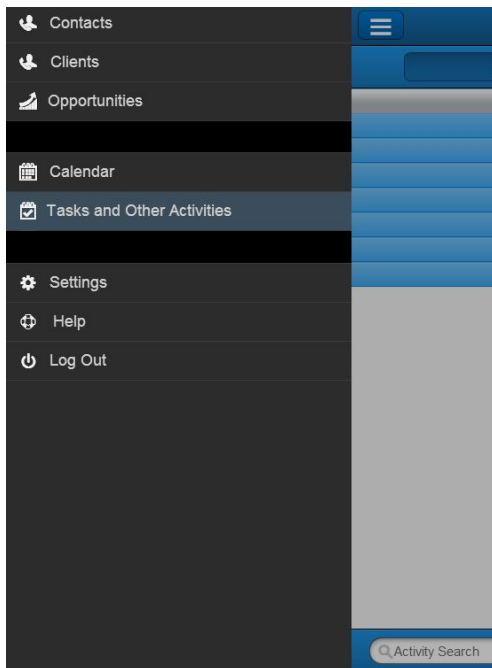 Contacts
Clients
Opportunities
Calendar
Tasks and Other Activities
Settings
Help
Log Out
Activity Search